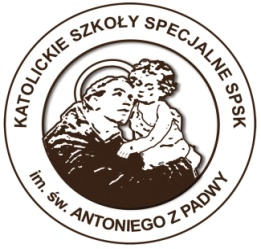 KATOLICKIE SZKOŁY SPECJALNE SPSK
im. św. ANTONIEGO Z PADWY